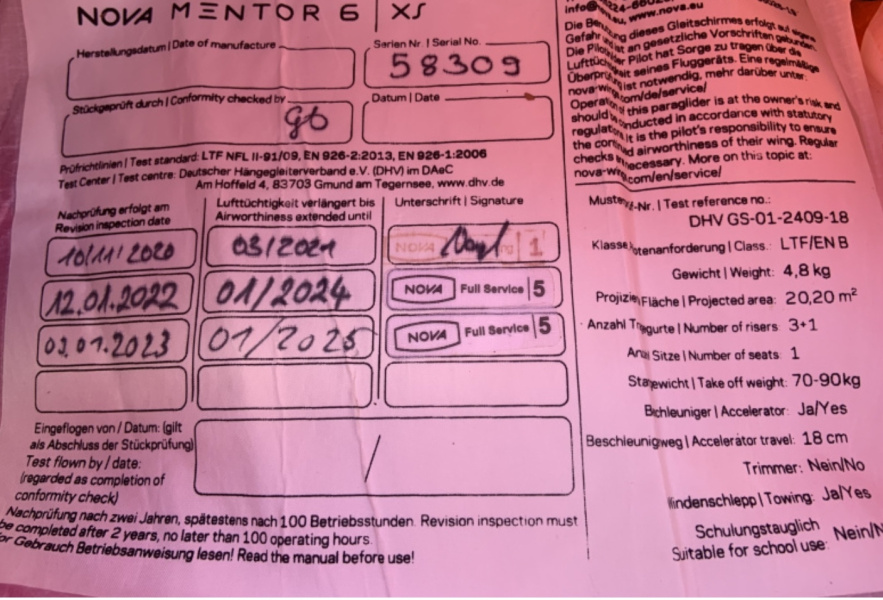 NOVA MENTOR 6 | XS
Herstellungsdatum | Date of manufacture
Serien Nr. | Serial No.
58309
Stückgeprüft durch | Conformity checked by
gb
Datum | Date
Prüfrichtlinien | Test standard: LTF NFL II-91/09, EN 926-2:2013, EN 926-1:2006
Test Center | Test centre: Deutscher Hängegleiterverband e.V. (DHV) im DAeC
Am Hoffeld 4, 83703 Gmund am Tegernsee, www.dhv.de
Nachprüfung erfolgt am
Revision inspection date
Lufttüchtigkeit verlängert bis
Airworthiness extended until
Unterschrift | Signature
10/11/2020 03/2021 NOVA 1
12.01.2022 01/2024 NOVA Full Service | 5
03.01.2023 01/2025 NOVA Full Service | 5
Eingeflogen von / Datum: (gilt
als Abschluss der Stückprüfung)
Test flown by / date:
(regarded as completion of
conformity check)
/
Nachprüfung nach zwei Jahren, spätestens nach 100 Betriebsstunden. Revision inspection must
be completed after 2 years, no later than 100 operating hours.
Gebrauch Betriebsanweisung lesen! Read the manual before use!
www.nova.eu
dieses Gleitschirmes erfolgt auf eigene
Gefahr an gesetzliche Vorschriften gebunden.
Die Pilot hat Sorge zu tragen über die
seines Fluggeräts. Eine regelmäßige
ist notwendig, mehr darüber unter:
this paraglider is at the owner's risk and
should conducted in accordance with statutory
it is the pilot's responsibility to ensure
the airworthiness of their wing. Regular
checks necessary. More on this topic at:
Nr. | Test reference no.:
DHV GS-01-2409-18
| Class.: LTF/EN B
Gewicht | Weight: 4,8 kg
Fläche | Projected area: 20,20 m²
Anzahl | Number of risers: 3+1
Sitze | Number of seats: 1
| Take off weight: 70-90kg
| Accelerator: Ja/Yes
| Accelerator travel: 18 cm
Trimmer: Nein/No
| Towing: Ja/Yes
Schulungstauglich
Suitable for school use: